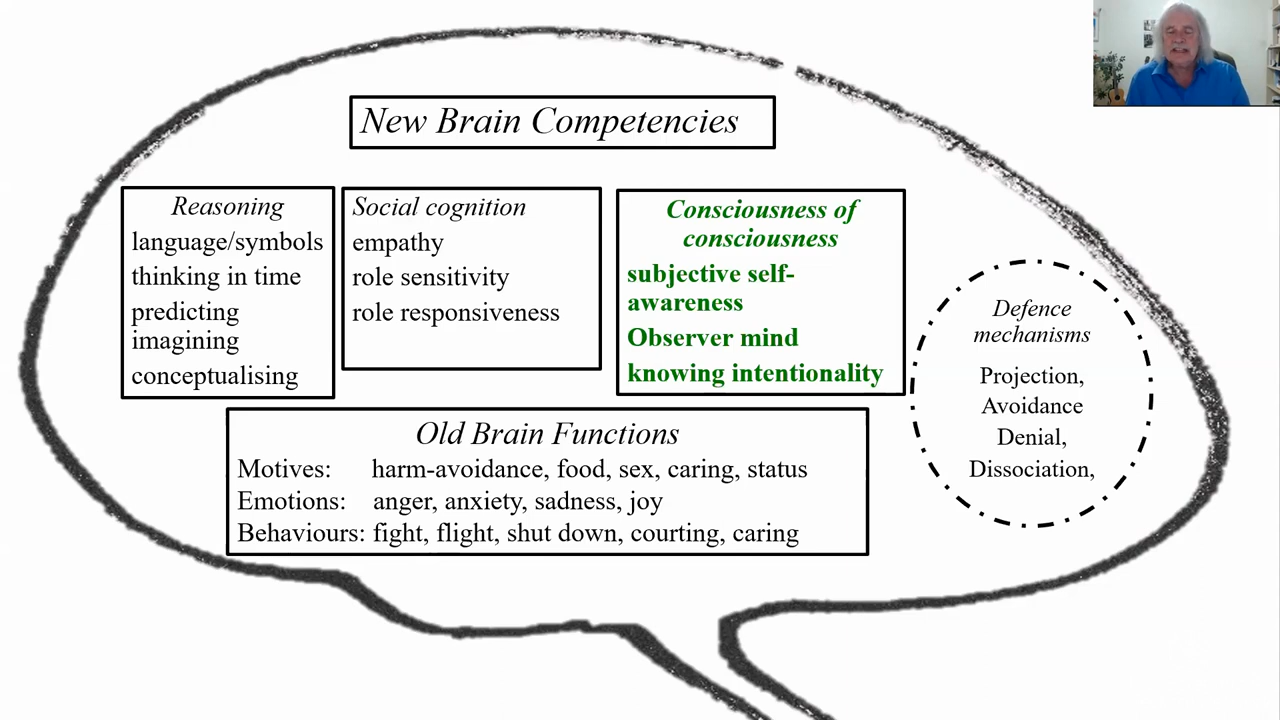 New Brain Competencies
Reasoning
language/symbols
thinking in time
predicting
imagining
conceptualising
Social cognition
empathy
role sensitivity
role responsiveness
Consciousness of
consciousness
subjective self-
awareness
Observer mind
knowing intentionality
Defence
mechanisms
Projection,
Avoidance
Denial,
Dissociation,
Old Brain Functions
Motives: harm-avoidance, food, sex, caring, status
Emotions: anger, anxiety, sadness, joy
Behaviours: fight, flight, shut down, courting, caring